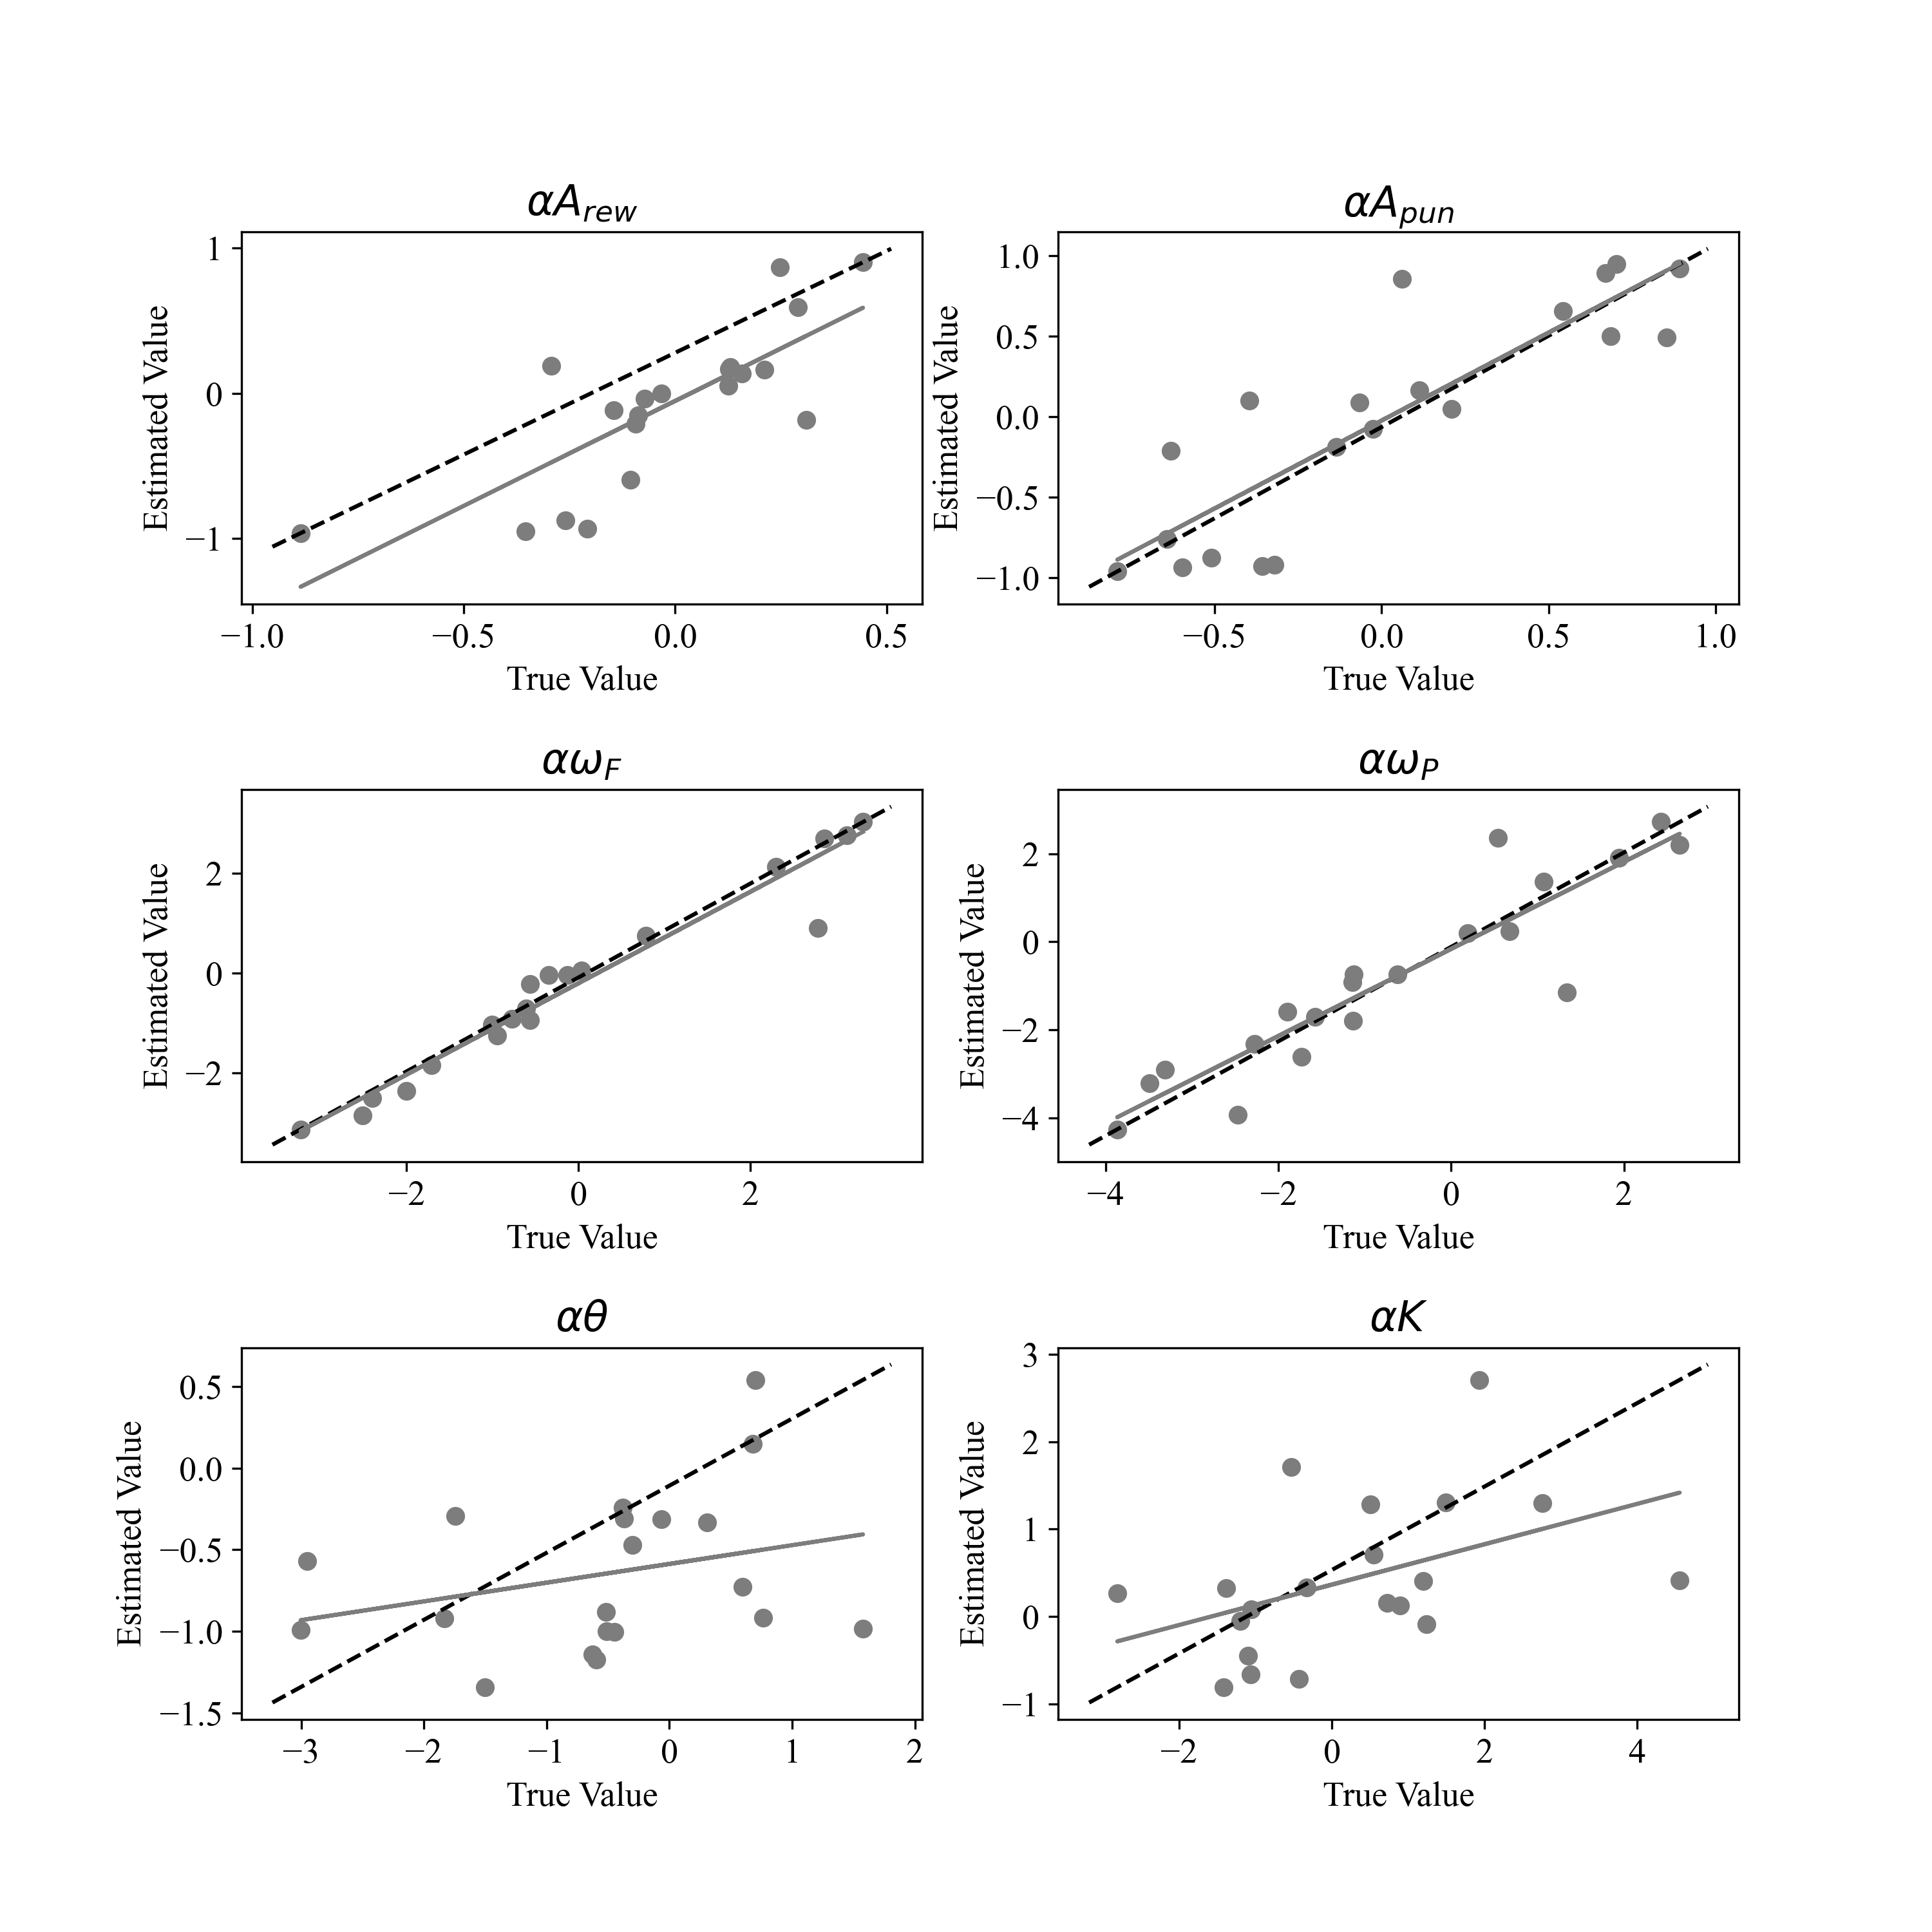 αA_rew
Estimated Value
1
0
−1
−1.0 −0.5 0.0 0.5
True Value
αA_pun
Estimated Value
1.0
0.5
0.0
−0.5
−1.0
−0.5 0.0 0.5 1.0
True Value
αω_F
Estimated Value
2
0
−2
−2 0 2
True Value
αω_P
Estimated Value
2
0
−2
−4
−4 −2 0 2
True Value
αθ
Estimated Value
0.5
0.0
−0.5
−1.0
−1.5
−3 −2 −1 0 1 2
True Value
αK
Estimated Value
3
2
1
0
−1
−2 0 2 4
True Value